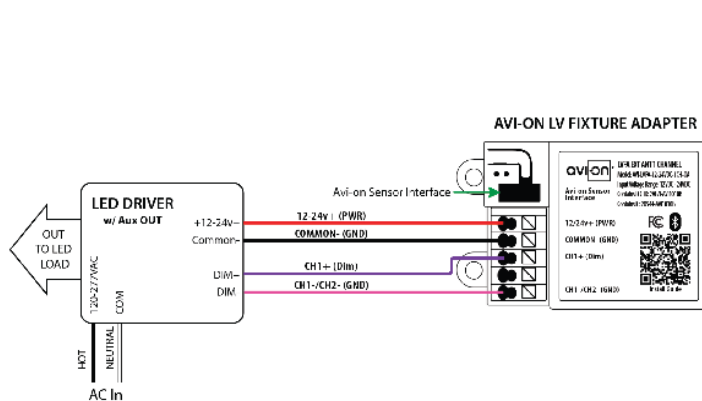 AVI-ON LV FIXTURE ADAPTER
Avi-on Sensor Interface
avi-on
Avi-on Sensor
Interface
12/24v+ (PWR)
COMMON (GND)
CH1+ (Dim)
CH1 /CH2 (GND)
Install Guide
LED DRIVER
w/ Aux OUT
+12-24v–
Common-
DIM–
DIM
12-24v+ (PWR)
COMMON- (GND)
CH1+ (Dim)
CH1-/CH2- (GND)
OUT
TO LED
LOAD
120-277VAC
COM
HOT
NEUTRAL
AC In